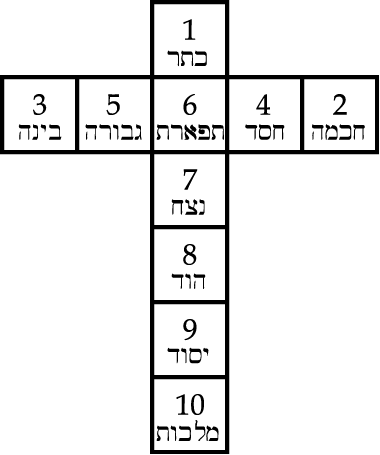 1
כתר
3 5 6 4 2
בינה גבורה תפארת חסד חכמה
7
נצח
8
הוד
9
יסוד
10
מלכות